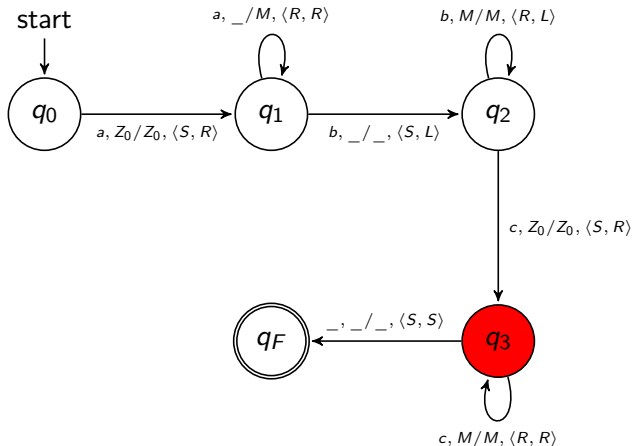 start
a, _/M, ⟨R, R⟩
b, M/M, ⟨R, L⟩
q0
q1
q2
a, Z0/Z0, ⟨S, R⟩
b, _/_, ⟨S, L⟩
c, Z0/Z0, ⟨S, R⟩
_, _/_, ⟨S, S⟩
qF
q3
c, M/M, ⟨R, R⟩